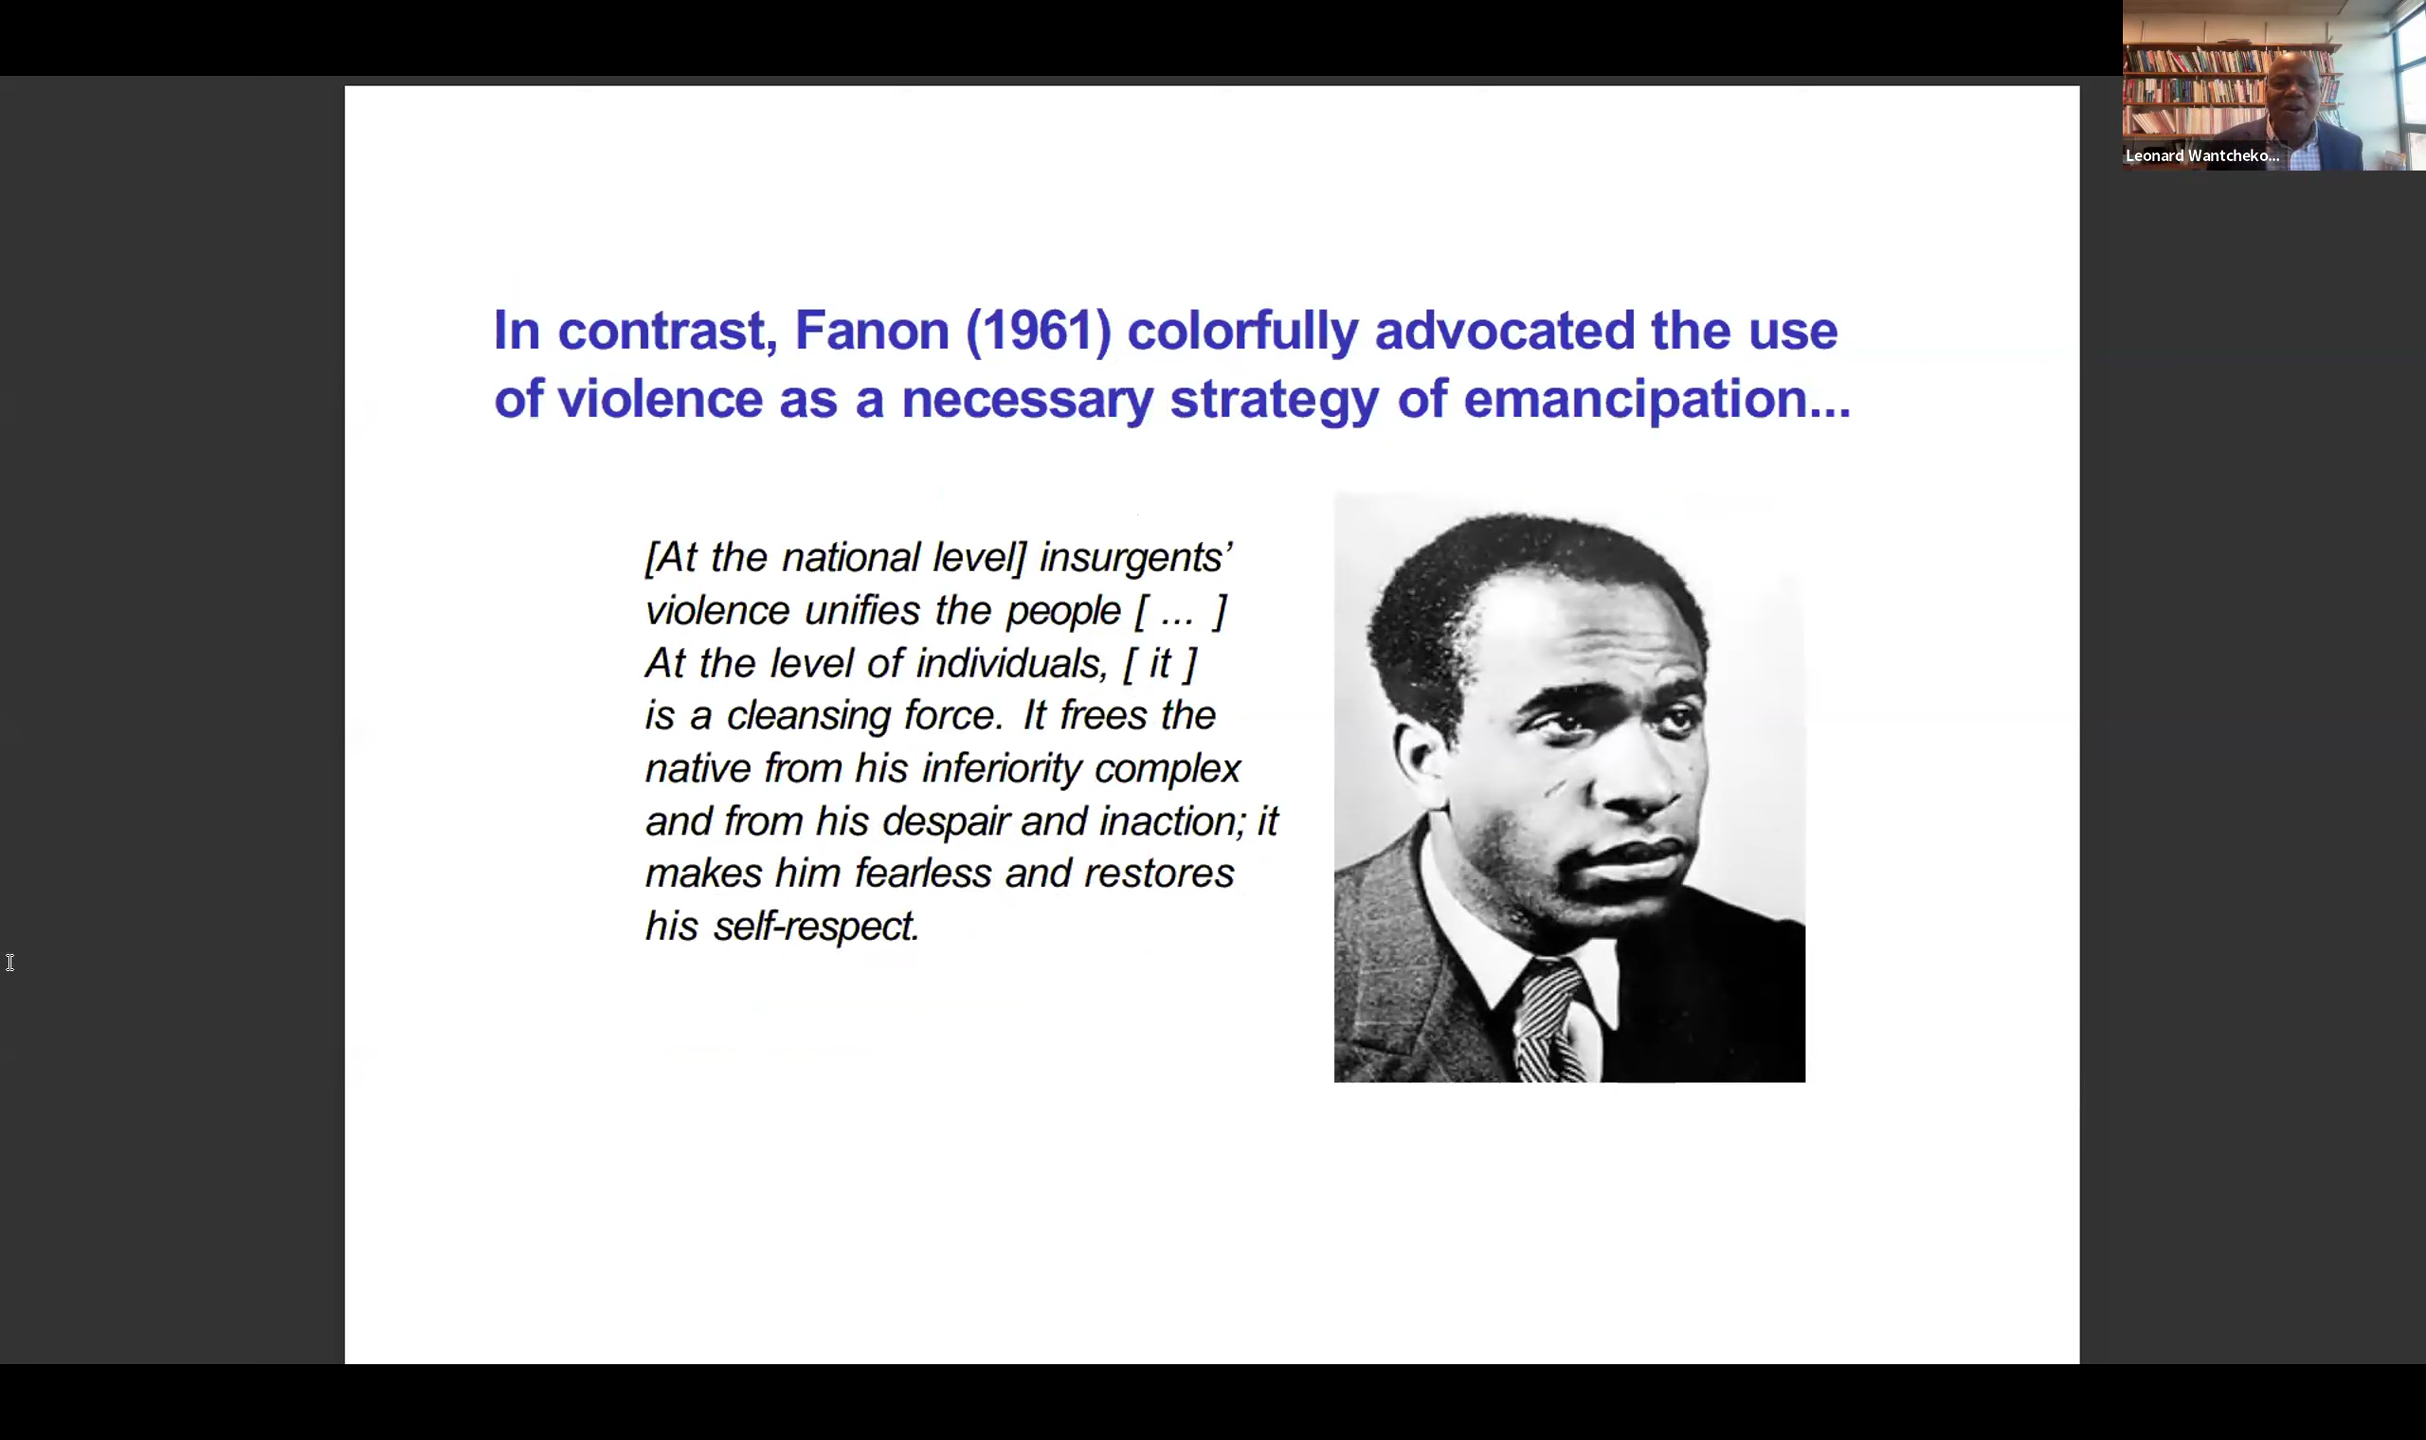 Leonard Wantcheko...
In contrast, Fanon (1961) colorfully advocated the use
of violence as a necessary strategy of emancipation...
[At the national level] insurgents’
violence unifies the people [ ... ]
At the level of individuals, [ it ]
is a cleansing force. It frees the
native from his inferiority complex
and from his despair and inaction; it
makes him fearless and restores
his self-respect.